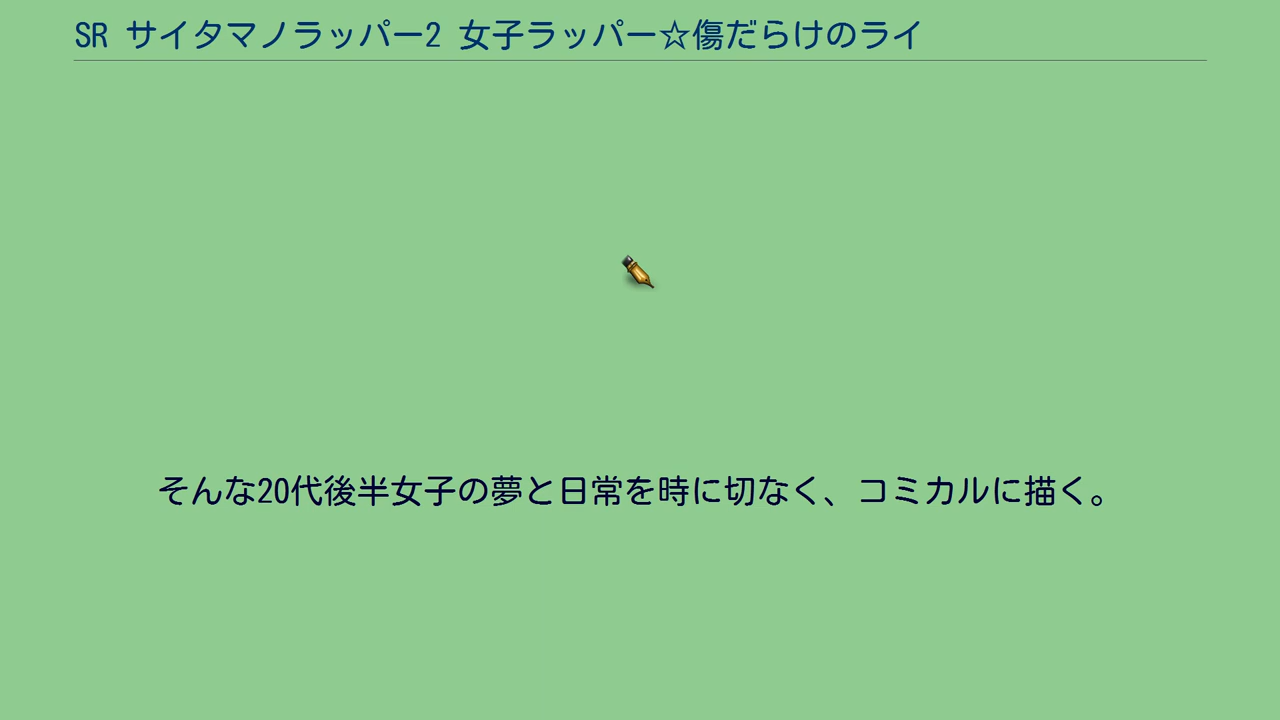 SR サイタマノラッパー2 女子ラッパー☆傷だらけのライ
そんな20代後半女子の夢と日常を時に切なく、コミカルに描く。